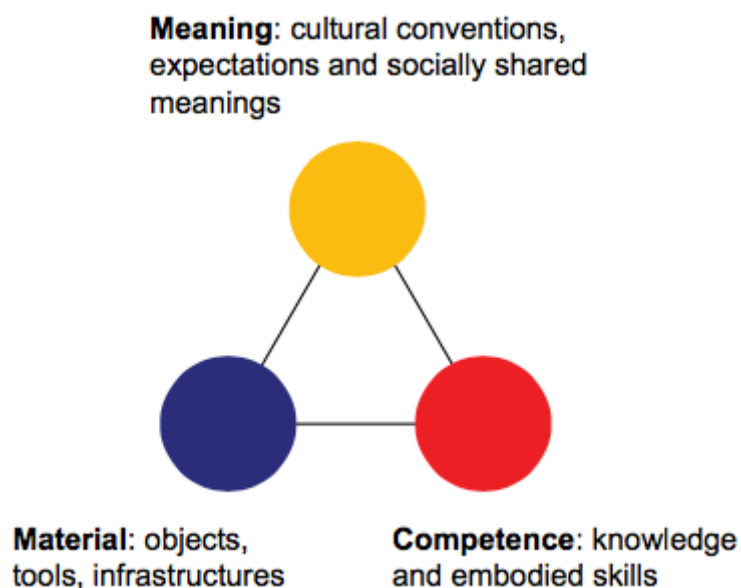 Meaning: cultural conventions,
expectations and socially shared
meanings
Material: objects,
tools, infrastructures
Competence: knowledge
and embodied skills